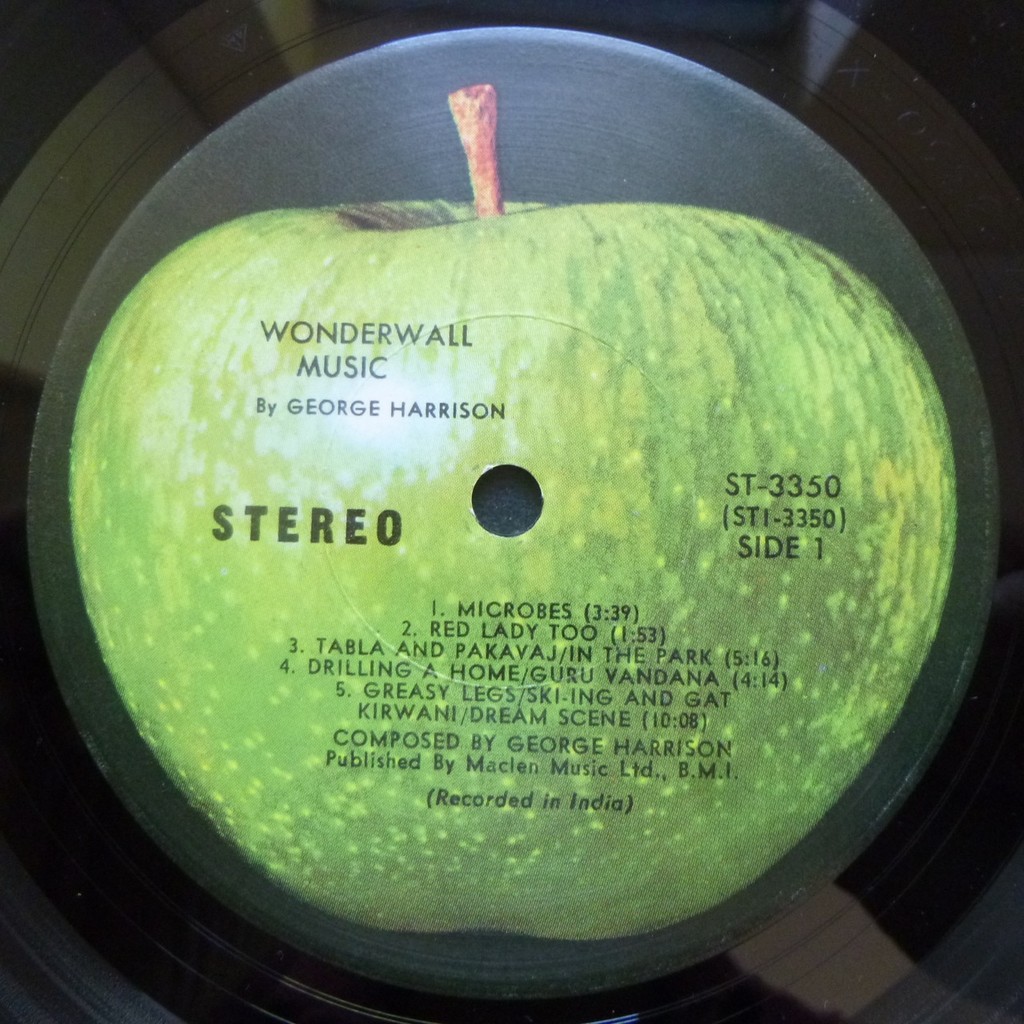 WONDERWALL
MUSIC
By GEORGE HARRISON
STEREO
ST-3350
(ST1-3350)
SIDE 1
1. MICROBES (3:39)
2. RED LADY TOO (1:53)
3. TABLA AND PAKAVAJ/IN THE PARK (5:16)
4. DRILLING A HOME/GURU VANDANA (4:14)
5. GREASY LEGS/SKI-ING AND GAT
KIRWANI/DREAM SCENE (10:08)
COMPOSED BY GEORGE HARRISON
Published By Maclen Music Ltd., B.M.I.
(Recorded in India)